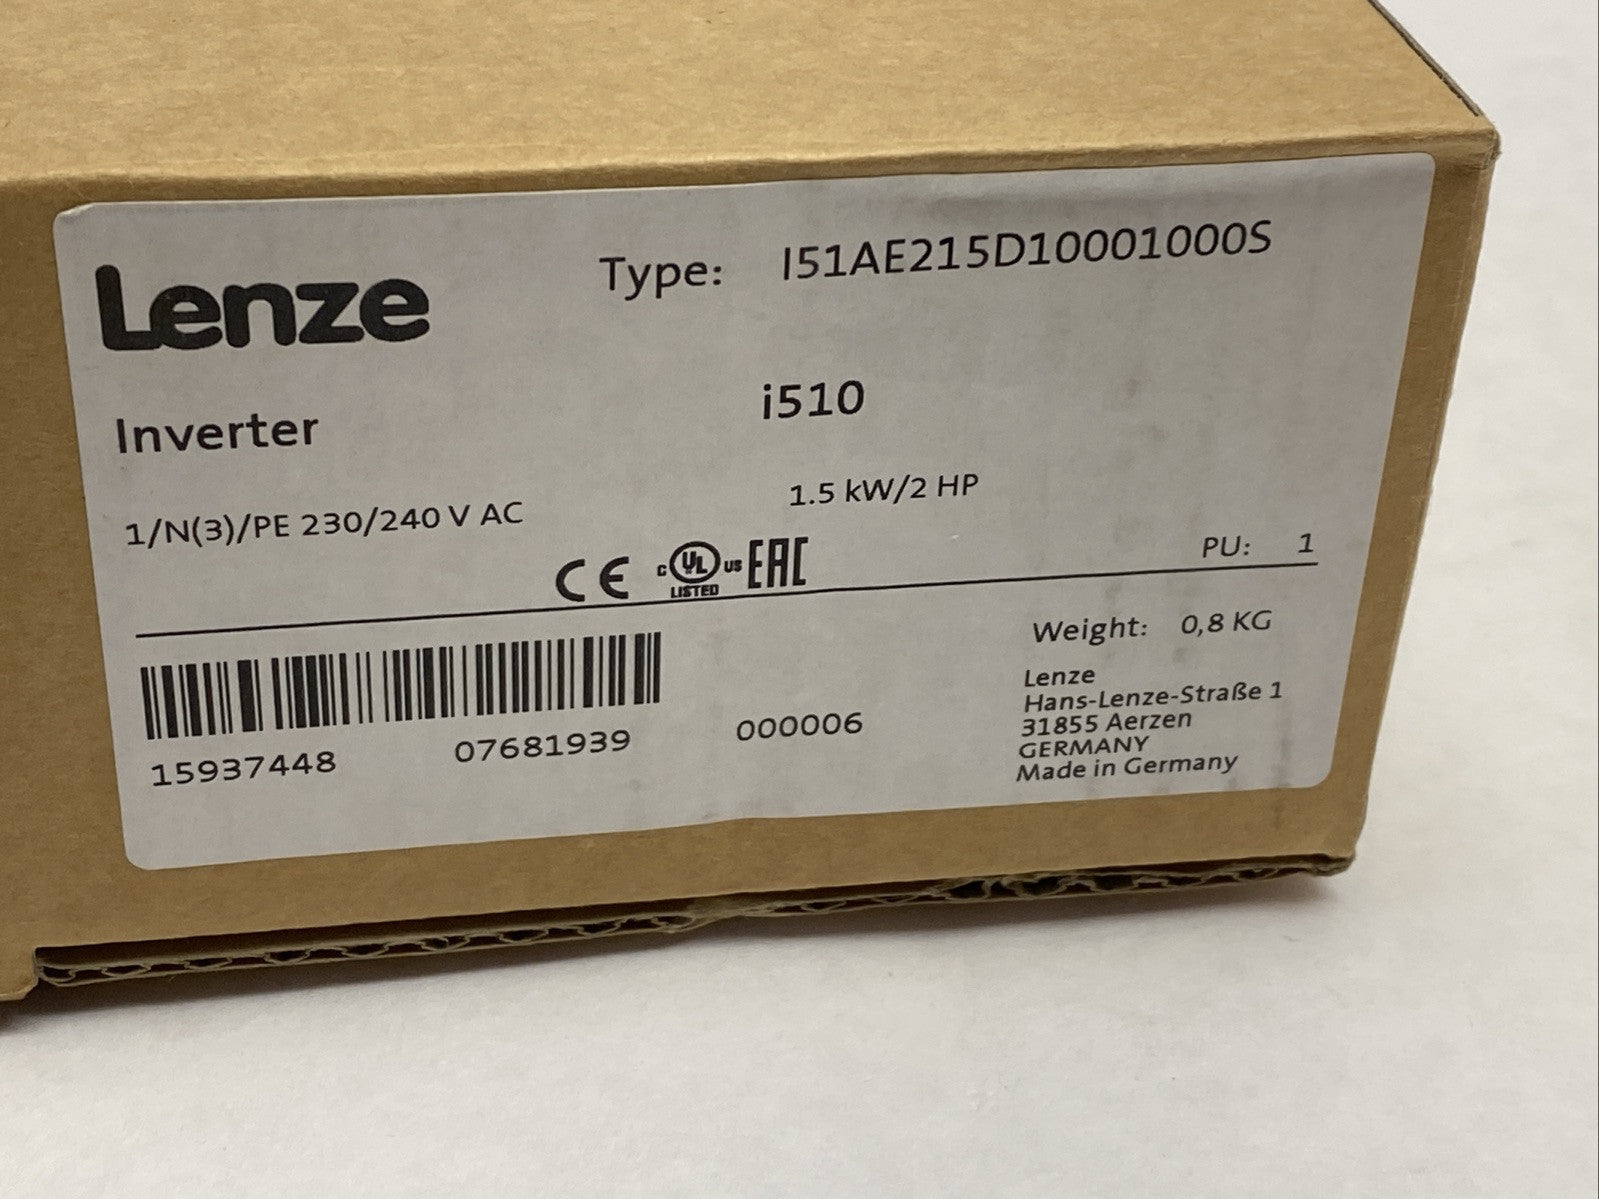 Lenze
Type: I51AE215D10001000S
Inverter
i510
1/N(3)/PE 230/240 V AC
1.5 kW/2 HP
CE
C UL US
LISTED
EAC
PU: 1
Weight: 0,8 KG
Lenze
Hans-Lenze-Straße 1
31855 Aerzen
GERMANY
Made in Germany
15937448 07681939 000006